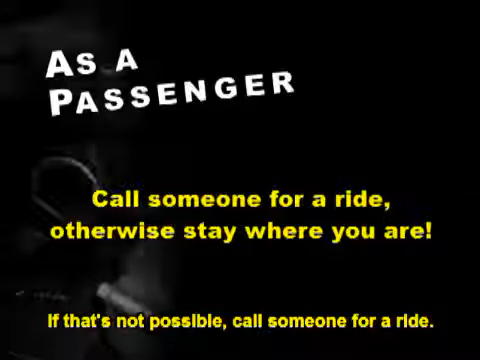 As a
Passenger
Call someone for a ride,
otherwise stay where you are!
If that's not possible, call someone for a ride.